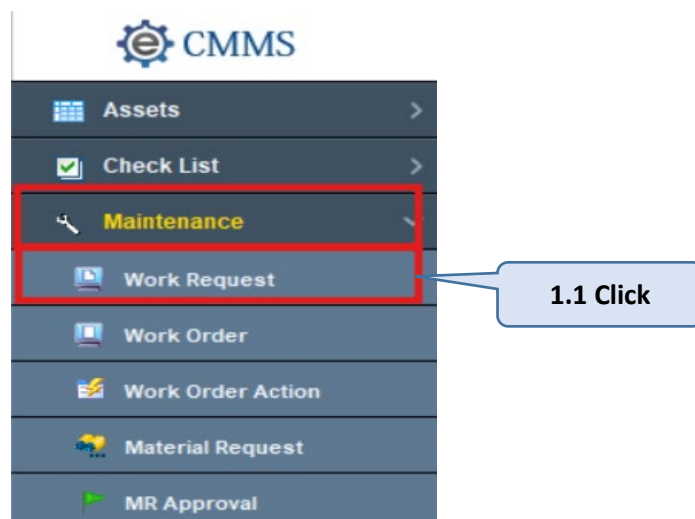 e CMMS
Assets
Check List
Maintenance
Work Request
1.1 Click
Work Order
Work Order Action
Material Request
MR Approval